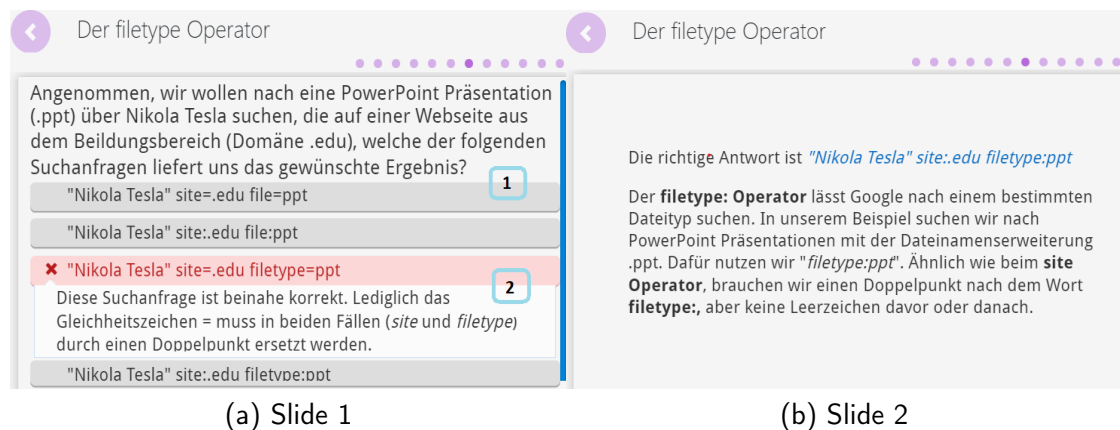 Der filetype Operator
Angenommen, wir wollen nach eine PowerPoint Präsentation
(.ppt) über Nikola Tesla suchen, die auf einer Webseite aus
dem Beildungsbereich (Domäne .edu), welche der folgenden
Suchanfragen liefert uns das gewünschte Ergebnis?
1
"Nikola Tesla" site=.edu file=ppt
"Nikola Tesla" site:.edu file:ppt
"Nikola Tesla" site=.edu filetype=ppt
2
Diese Suchanfrage ist beinahe korrekt. Lediglich das
Gleichheitszeichen = muss in beiden Fällen (site und filetype)
durch einen Doppelpunkt ersetzt werden.
"Nikola Tesla" site:.edu filetype:ppt
(a) Slide 1
Der filetype Operator
Die richtige Antwort ist "Nikola Tesla" site:.edu filetype:ppt
Der filetype: Operator lässt Google nach einem bestimmten
Dateityp suchen. In unserem Beispiel suchen wir nach
PowerPoint Präsentationen mit der Dateinamenserweiterung
.ppt. Dafür nutzen wir "filetype:ppt". Ähnlich wie beim site
Operator, brauchen wir einen Doppelpunkt nach dem Wort
filetype:, aber keine Leerzeichen davor oder danach.
(b) Slide 2